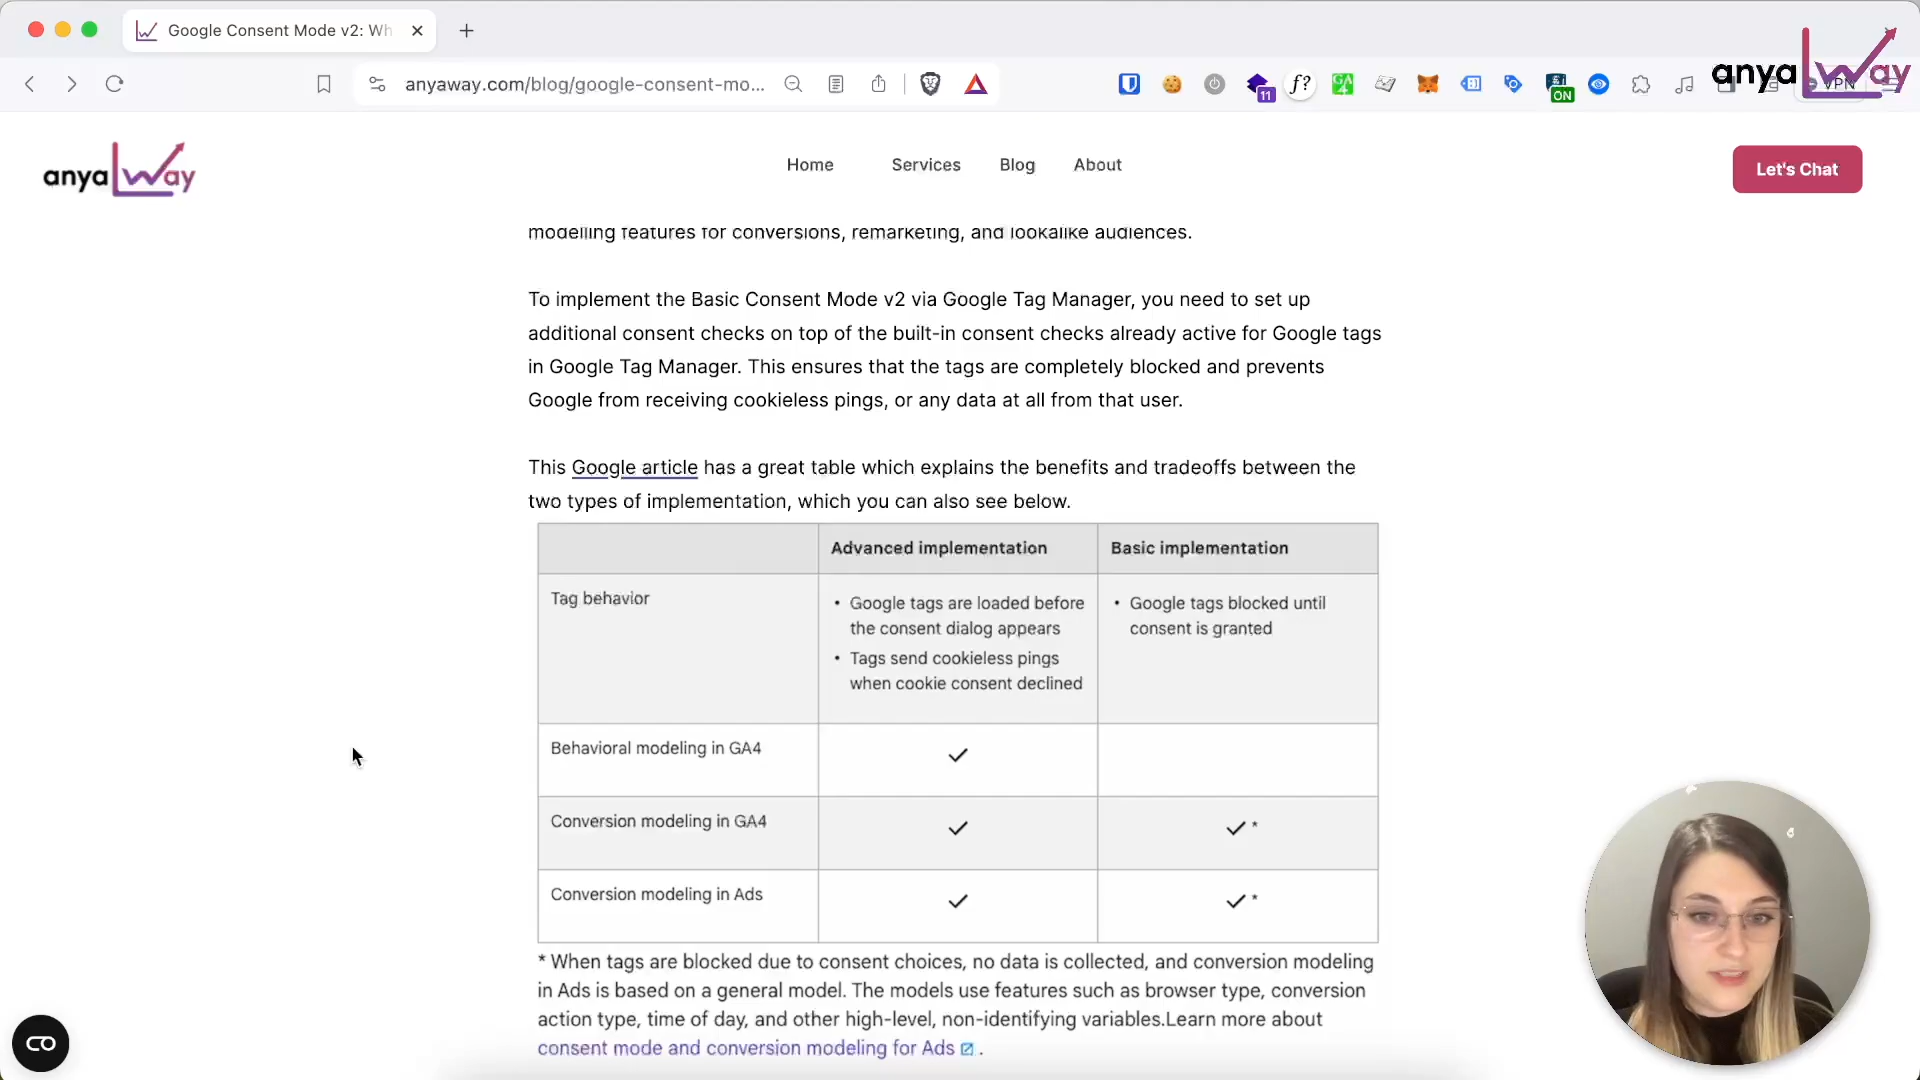 Google Consent Mode v2: Wh
anyaway.com/blog/google-consent-mo...
11
f?
GA
4
ON
VPN
anyaway
anyaway
Home
Services
Blog
About
Let's Chat
modelling features for conversions, remarketing, and lookalike audiences.
To implement the Basic Consent Mode v2 via Google Tag Manager, you need to set up
additional consent checks on top of the built-in consent checks already active for Google tags
in Google Tag Manager. This ensures that the tags are completely blocked and prevents
Google from receiving cookieless pings, or any data at all from that user.
This Google article has a great table which explains the benefits and tradeoffs between the
two types of implementation, which you can also see below.
Advanced implementation
Basic implementation
Tag behavior
• Google tags are loaded before
the consent dialog appears
• Tags send cookieless pings
when cookie consent declined
• Google tags blocked until
consent is granted
Behavioral modeling in GA4
✓
Conversion modeling in GA4
✓
✓ *
Conversion modeling in Ads
✓
✓ *
* When tags are blocked due to consent choices, no data is collected, and conversion modeling
in Ads is based on a general model. The models use features such as browser type, conversion
action type, time of day, and other high-level, non-identifying variables.Learn more about
consent mode and conversion modeling for Ads .